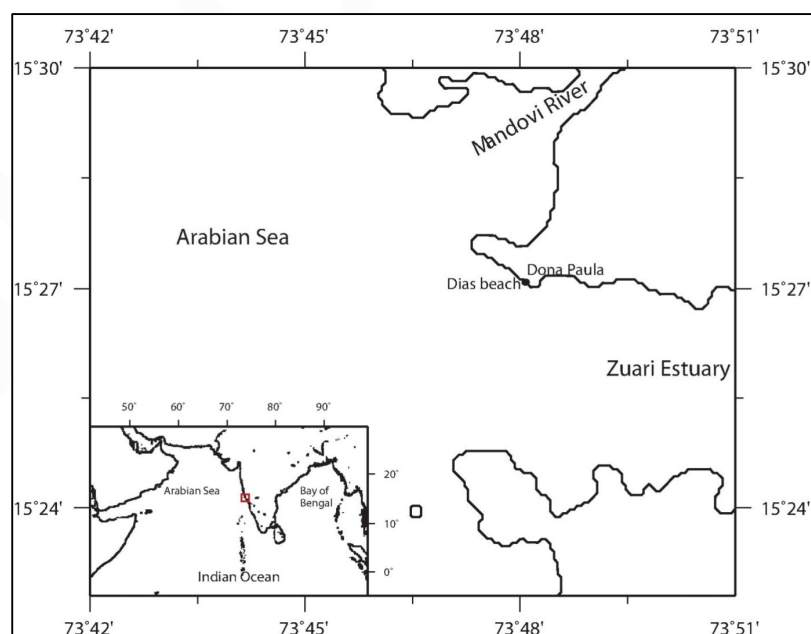 73°42' 73°45' 73°48' 73°51'
15°30' 15°30'
Mandovi River
Arabian Sea
Dona Paula
Dias beach
15°27' 15°27'
Zuari Estuary
50° 60° 70° 80° 90°
20°
Arabian Sea
Bay of
Bengal
15°24' 10° 15°24'
0°
Indian Ocean
73°42' 73°45' 73°48' 73°51'